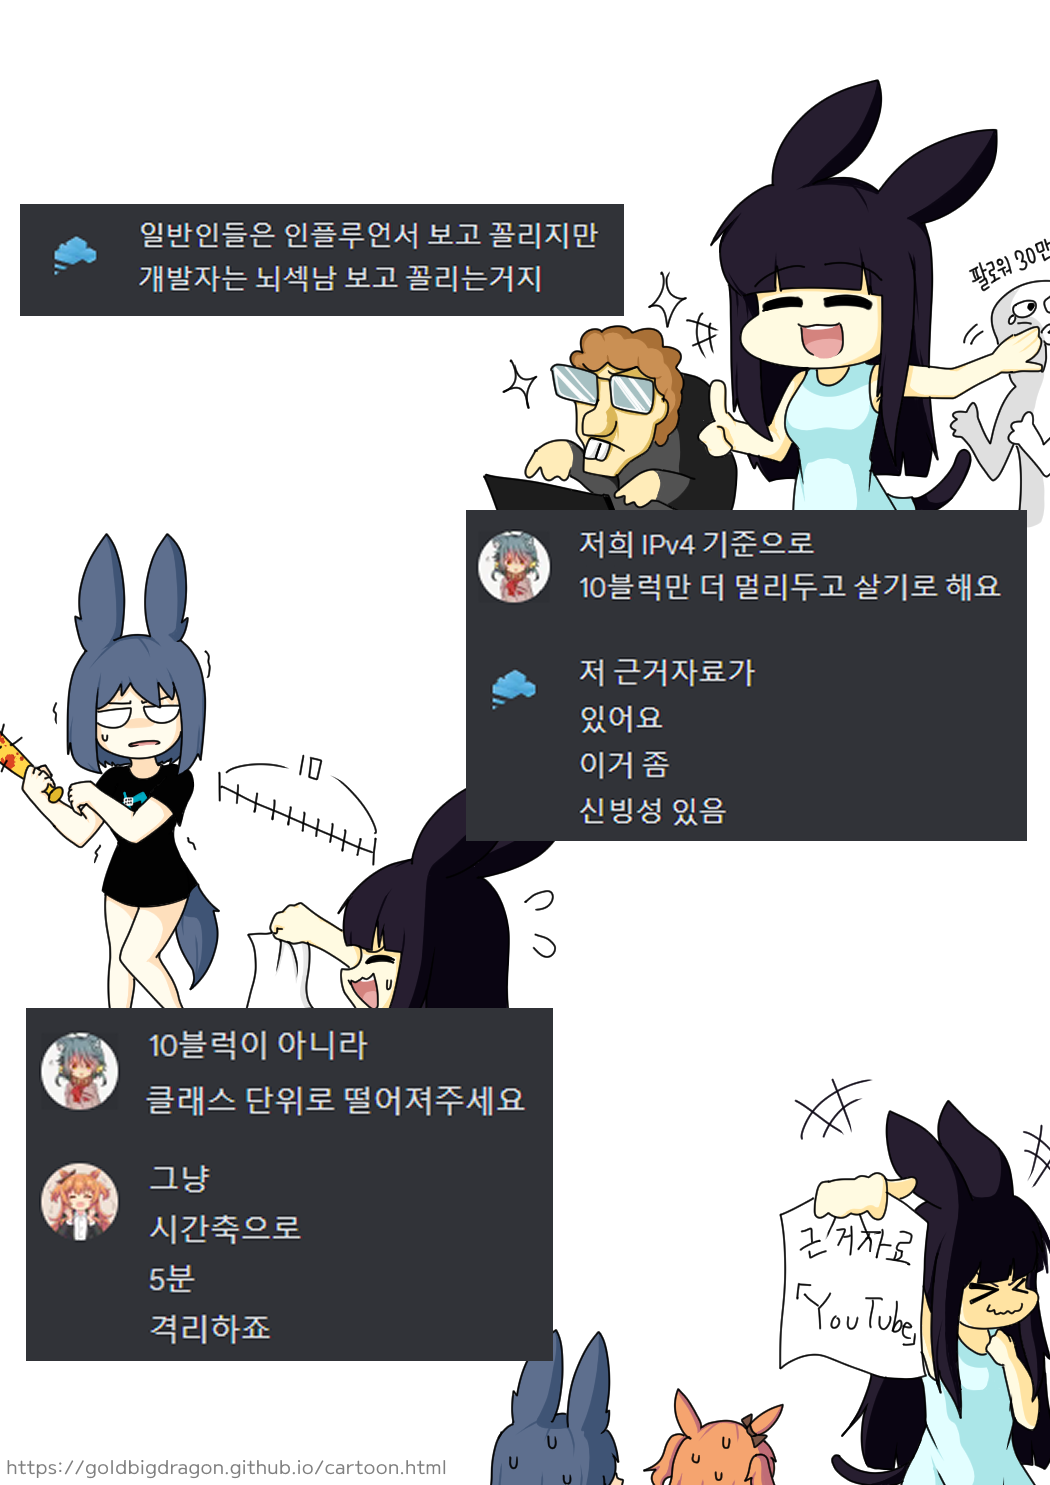 일반인들은 인플루언서 보고 꼴리지만
개발자는 뇌섹남 보고 꼴리는거지
팔로워 30만
저희 IPv4 기준으로
10블럭만 더 멀리두고 살기로 해요
저 근거자료가
있어요
이거 좀
신빙성 있음
10
10블럭이 아니라
클래스 단위로 떨어져주세요
그냥
시간축으로
5분
격리하죠
근거자료
「YouTube」
https://goldbigdragon.github.io/cartoon.html